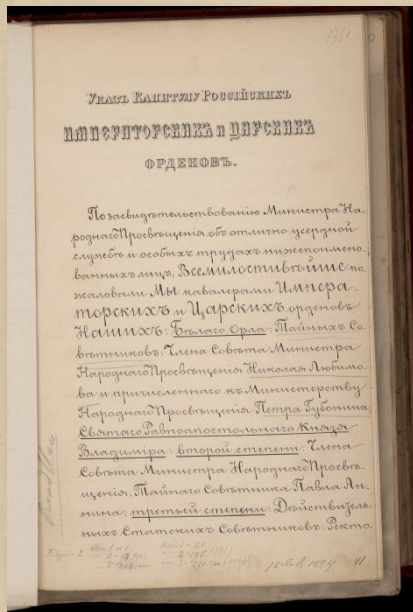 1361
Указъ Капитулу Россійскихъ
Императорскихъ и Царскихъ
орденовъ.
По засвидѣтельствованію Министра На-
роднаго Просвѣщенія объ отлично усердной
службѣ и особыхъ трудахъ нижепоимено-
ванныхъ лицъ, Всемилостивѣйше по-
жаловали Мы кавалерами Импера-
торскихъ и Царскихъ орденовъ
Нашихъ: Бѣлаго Орла: Тайныхъ Со-
вѣтниковъ: Члена Совѣта Министра
Народнаго Просвѣщенія Николая Любимо-
ва и причисленнаго къ Министерству
Народнаго Просвѣщенія Петра Губонина;
Святаго Равноапостольнаго Князя
Владиміра: второй степени: Члена
Совѣта Министра Народнаго Просвѣ-
щенія, Тайнаго Совѣтника Павла Ан-
нина; третьей степени: Дѣйствитель-
ныхъ Статскихъ Совѣтниковъ: Ректо-